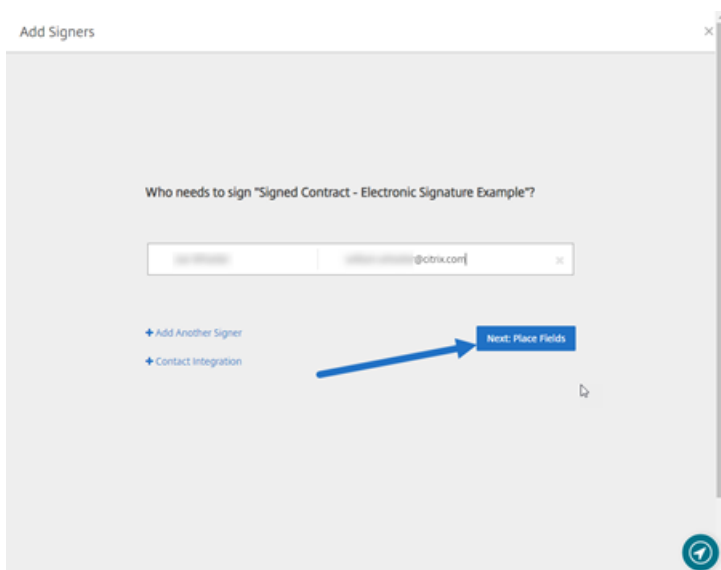 Add Signers
Who needs to sign "Signed Contract - Electronic Signature Example"?
@citrix.com
+ Add Another Signer
Next: Place Fields
+ Contact Integration